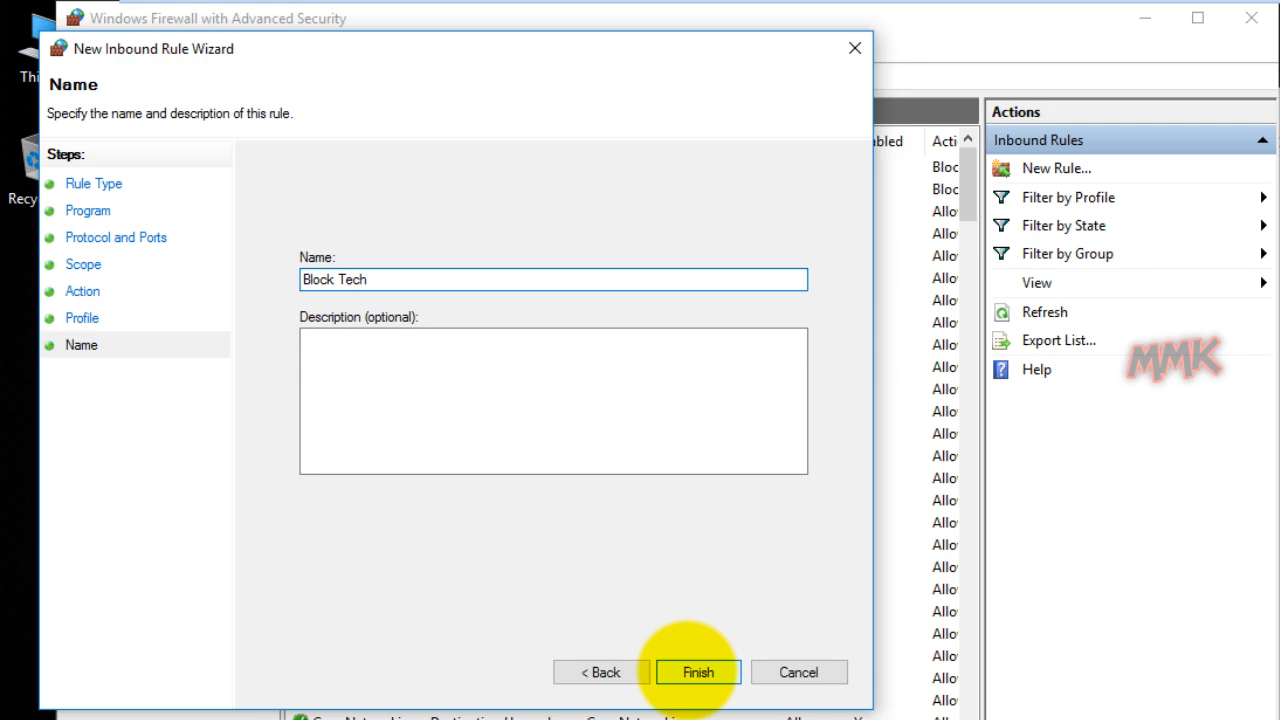 Windows Firewall with Advanced Security
New Inbound Rule Wizard
Name
Specify the name and description of this rule.
Steps:
Rule Type
Program
Protocol and Ports
Scope
Action
Profile
Name
Name:
Block Tech
Description (optional):
< Back
Finish
Cancel
Actions
Inbound Rules
New Rule...
Filter by Profile
Filter by State
Filter by Group
View
Refresh
Export List...
Help
MMK